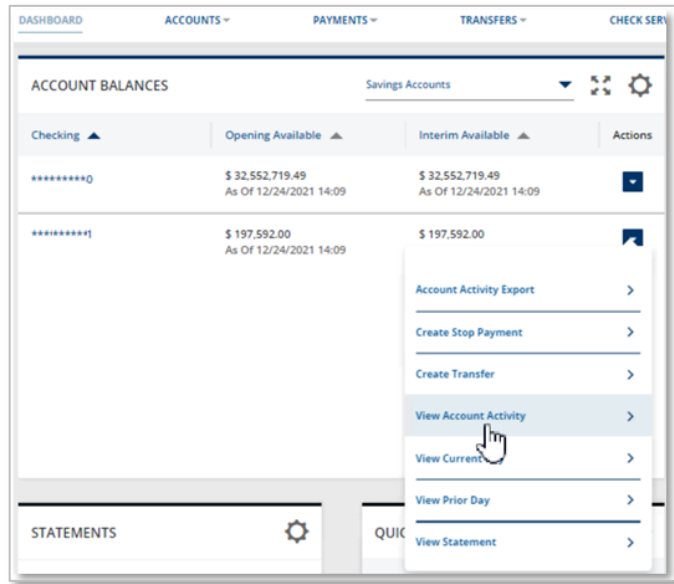 DASHBOARD ACCOUNTS PAYMENTS TRANSFERS CHECK SERV
ACCOUNT BALANCES Savings Accounts
Checking Opening Available Interim Available Actions
*********0 $ 32,552,719.49 $ 32,552,719.49
As Of 12/24/2021 14:09 As Of 12/24/2021 14:09
*********1 $ 197,592.00 $ 197,592.00
As Of 12/24/2021 14:09
Account Activity Export
Create Stop Payment
Create Transfer
View Account Activity
View Current
View Prior Day
STATEMENTS QUIC
View Statement